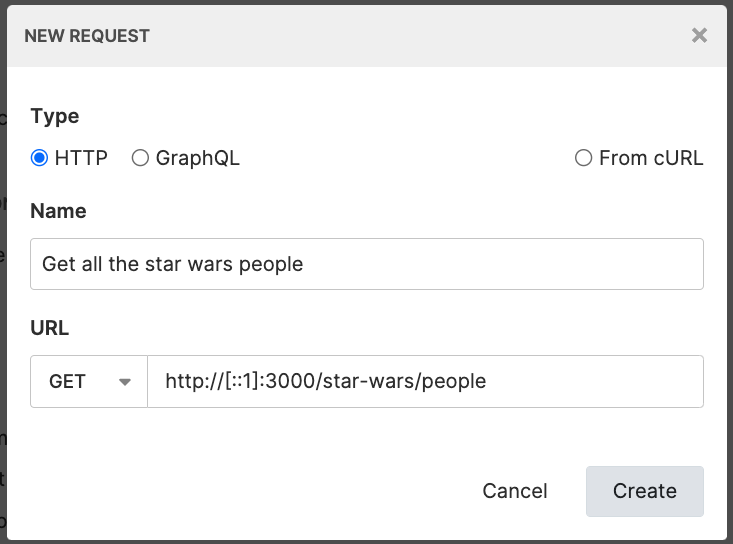 NEW REQUEST
Type
HTTP GraphQL From cURL
Name
Get all the star wars people
URL
GET http://[::1]:3000/star-wars/people
Cancel Create